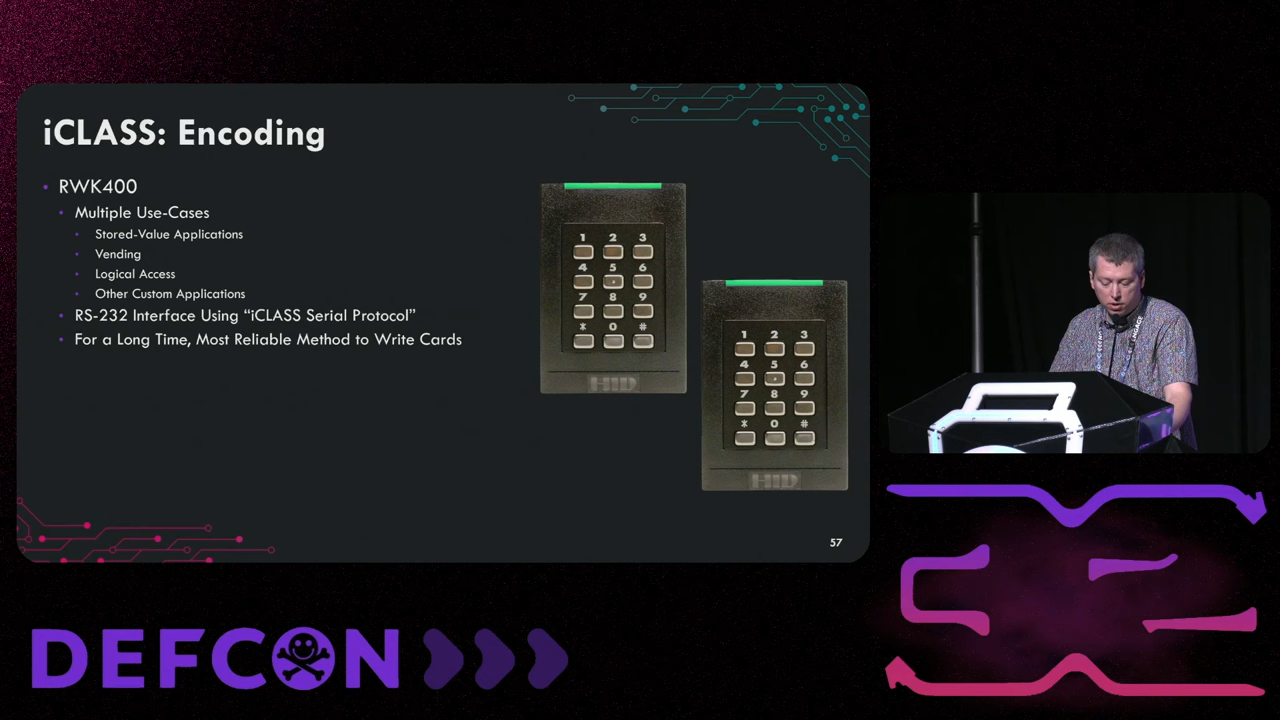 iCLASS: Encoding
RWK400
Multiple Use-Cases
Stored-Value Applications
Vending
Logical Access
Other Custom Applications
RS-232 Interface Using “iCLASS Serial Protocol”
For a Long Time, Most Reliable Method to Write Cards
1 2 3
4 5 6
7 8 9
* 0 #
HID
1 2 3
4 5 6
7 8 9
* 0 #
HID
57
DEFCON